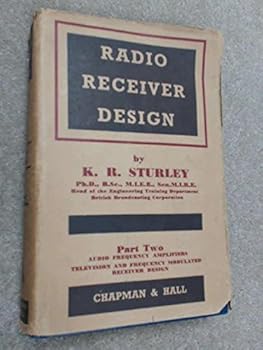 RADIO
RECEIVER
DESIGN
by
K. R. STURLEY
Ph.D., B.Sc., M.I.E.E., Sen.M.I.R.E.
Head of the Engineering Training Department
British Broadcasting Corporation
Part Two
AUDIO FREQUENCY AMPLIFIERS
TELEVISION AND FREQUENCY MODULATED
RECEIVER DESIGN
CHAPMAN & HALL